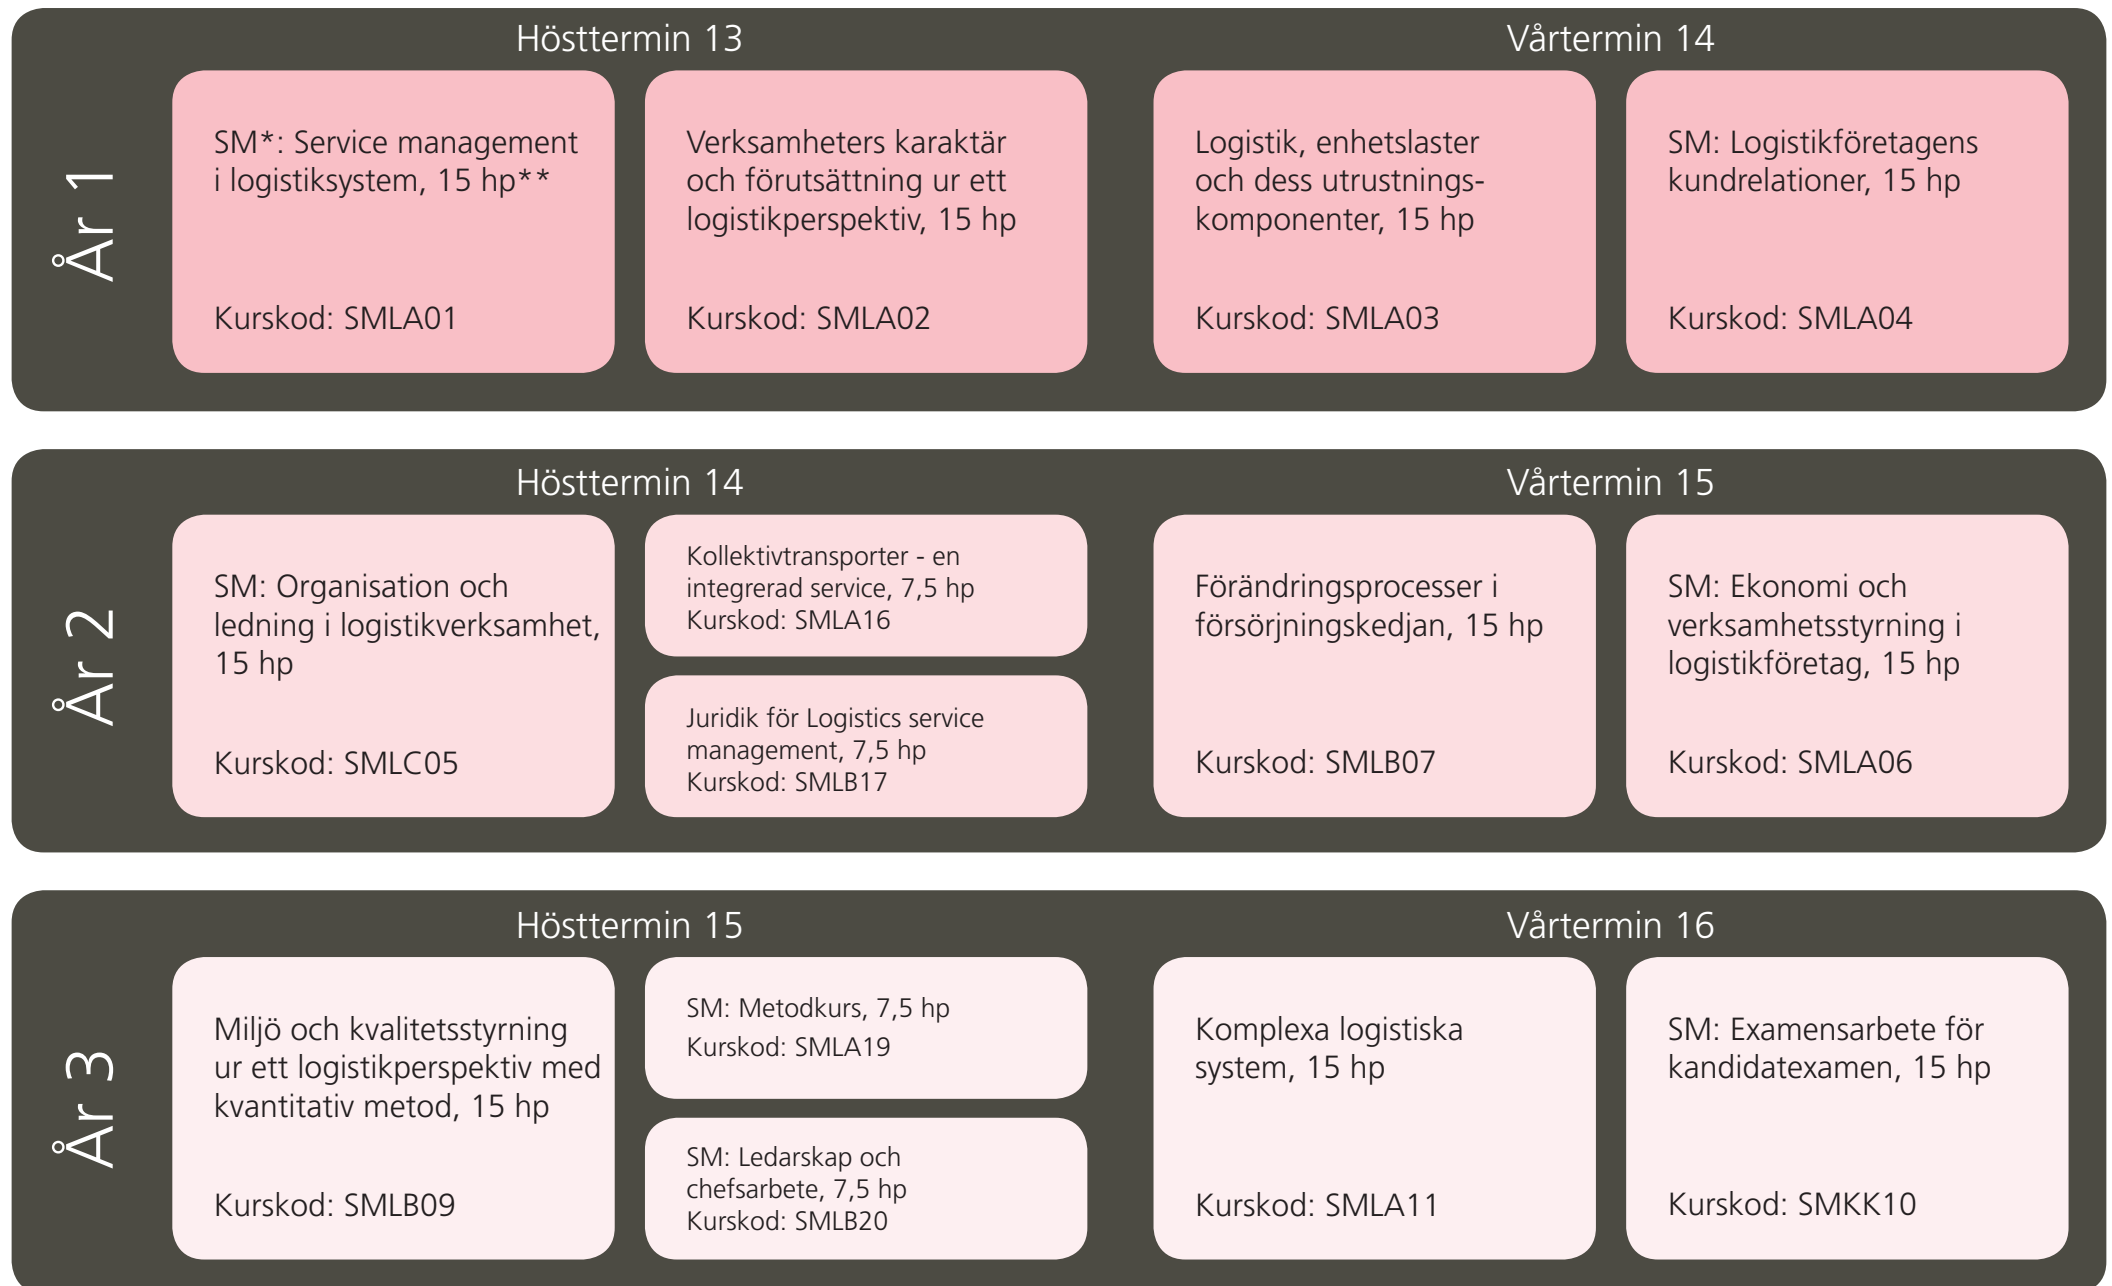 År 1
Hösttermin 13
SM*: Service management
i logistiksystem, 15 hp**
Kurskod: SMLA01
Verksamheters karaktär
och förutsättning ur ett
logistikperspektiv, 15 hp
Kurskod: SMLA02
Vårtermin 14
Logistik, enhetslaster
och dess utrustnings-
komponenter, 15 hp
Kurskod: SMLA03
SM: Logistikföretagens
kundrelationer, 15 hp
Kurskod: SMLA04
År 2
Hösttermin 14
SM: Organisation och
ledning i logistikverksamhet,
15 hp
Kurskod: SMLC05
Kollektivtransporter - en
integrerad service, 7,5 hp
Kurskod: SMLA16
Juridik för Logistics service
management, 7,5 hp
Kurskod: SMLB17
Vårtermin 15
Förändringsprocesser i
försörjningskedjan, 15 hp
Kurskod: SMLB07
SM: Ekonomi och
verksamhetsstyrning i
logistikföretag, 15 hp
Kurskod: SMLA06
År 3
Hösttermin 15
Miljö och kvalitetsstyrning
ur ett logistikperspektiv med
kvantitativ metod, 15 hp
Kurskod: SMLB09
SM: Metodkurs, 7,5 hp
Kurskod: SMLA19
SM: Ledarskap och
chefsarbete, 7,5 hp
Kurskod: SMLB20
Vårtermin 16
Komplexa logistiska
system, 15 hp
Kurskod: SMLA11
SM: Examensarbete för
kandidatexamen, 15 hp
Kurskod: SMKK10